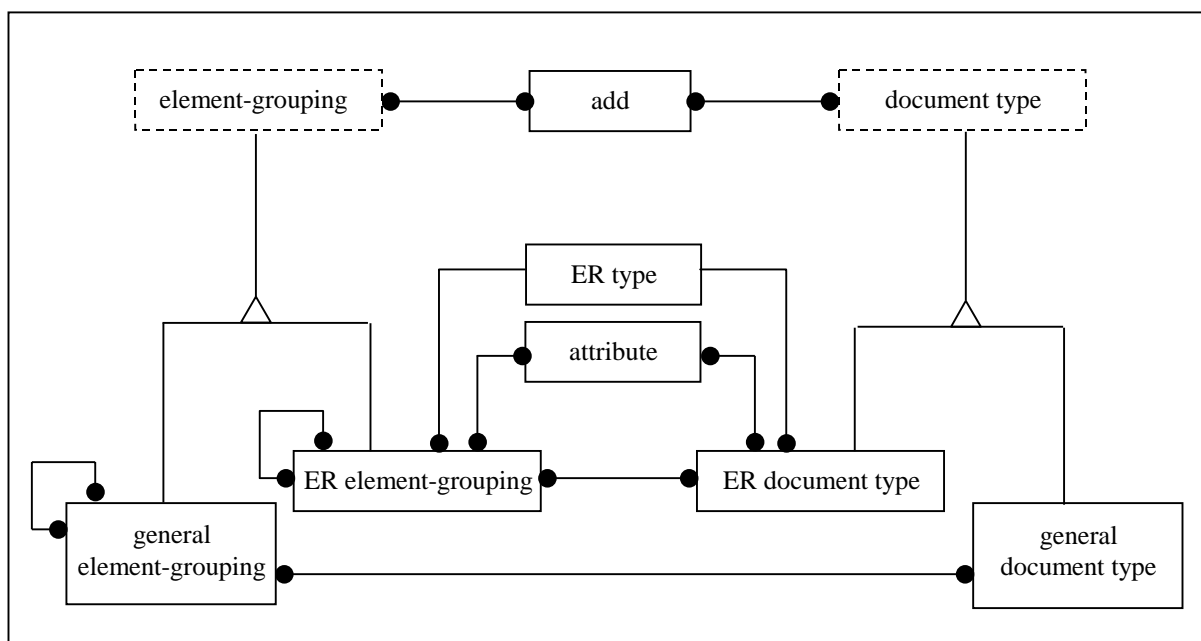 element-grouping
add
document type
ER type
attribute
ER element-grouping
ER document type
general
element-grouping
general
document type